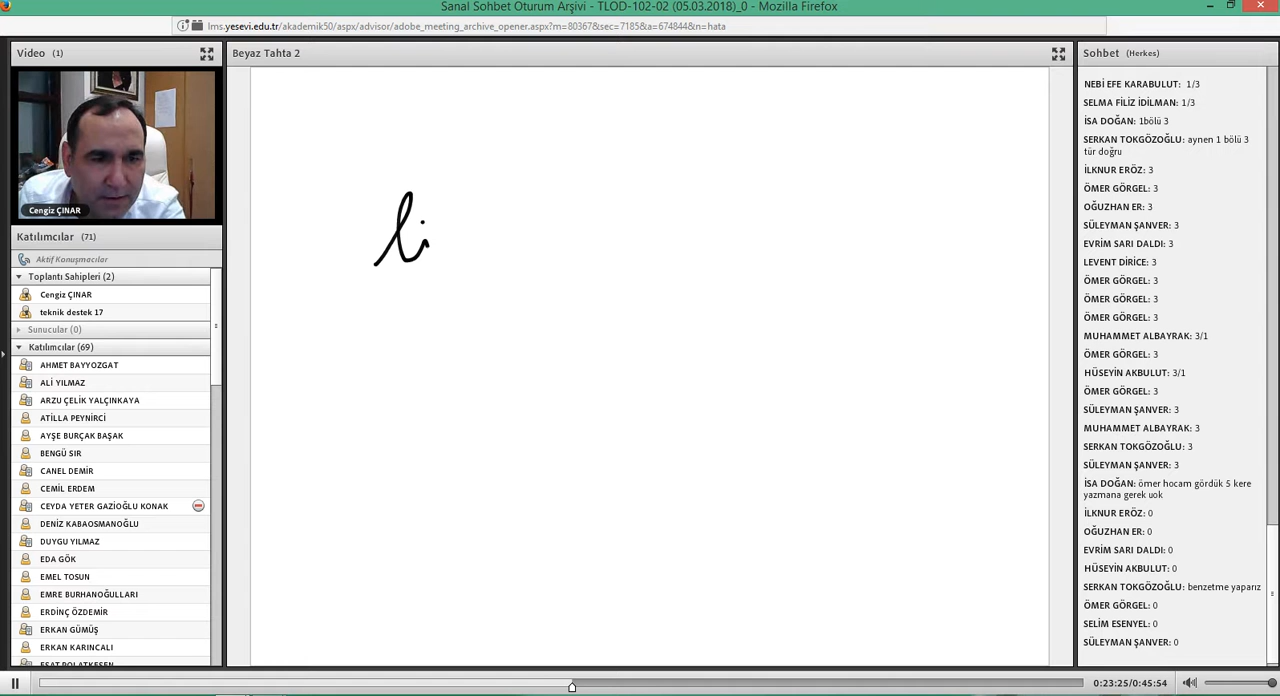 Sanal Sohbet Oturum Arşivi - TLOD-102-02 (05.03.2018)_0 - Mozilla Firefox
lms.yesevi.edu.tr/akademik50/aspx/advisor/adobe_meeting_archive_opener.aspx?m=80367&sec=7185&a=674844&n=hata
Video (1)
Cengiz ÇINAR
Katılımcılar (71)
Aktif Konuşmacılar
Toplantı Sahipleri (2)
Cengiz ÇINAR
teknik destek 17
Sunucular (0)
Katılımcılar (69)
AHMET BAYYOZGAT
ALİ YILMAZ
ARZU ÇELİK YALÇINKAYA
ATİLLA PEYNİRCİ
AYŞE BURÇAK BAŞAK
BENGÜ SIR
CANEL DEMİR
CEMİL ERDEM
CEYDA YETER GAZİOĞLU KONAK
DENİZ KABAOSMANOĞLU
DUYGU YILMAZ
EDA GÖK
EMEL TOSUN
EMRE BURHANOĞULLARI
ERDİNÇ ÖZDEMİR
ERKAN GÜMÜŞ
ERKAN KARINCALI
ESAT POLATKESEN
Beyaz Tahta 2
li
Sohbet (Herkes)
NEBİ EFE KARABULUT: 1/3
SELMA FİLİZ İDİLMAN: 1/3
İSA DOĞAN: 1bölü 3
SERKAN TOKGÖZOĞLU: aynen 1 bölü 3
tür doğru
İLKNUR ERÖZ: 3
ÖMER GÖRGEL: 3
OĞUZHAN ER: 3
SÜLEYMAN ŞANVER: 3
EVRİM SARI DALDI: 3
LEVENT DİRİCE: 3
ÖMER GÖRGEL: 3
ÖMER GÖRGEL: 3
ÖMER GÖRGEL: 3
MUHAMMET ALBAYRAK: 3/1
ÖMER GÖRGEL: 3
HÜSEYİN AKBULUT: 3/1
ÖMER GÖRGEL: 3
SÜLEYMAN ŞANVER: 3
MUHAMMET ALBAYRAK: 3
SERKAN TOKGÖZOĞLU: 3
SÜLEYMAN ŞANVER: 3
İSA DOĞAN: ömer hocam gördük 5 kere
yazmana gerek uok
İLKNUR ERÖZ: 0
OĞUZHAN ER: 0
EVRİM SARI DALDI: 0
HÜSEYİN AKBULUT: 0
SERKAN TOKGÖZOĞLU: benzetme yaparız
ÖMER GÖRGEL: 0
SELİM ESENYEL: 0
SÜLEYMAN ŞANVER: 0
0:23:25/0:45:54